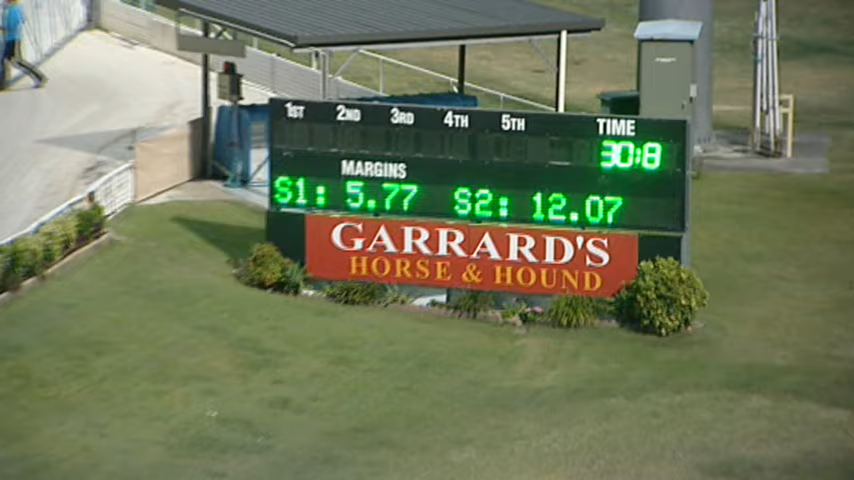 1ST 2ND 3RD 4TH 5TH TIME
30:8
MARGINS
S1: 5.77 S2: 12.07
GARRARD'S
HORSE & HOUND